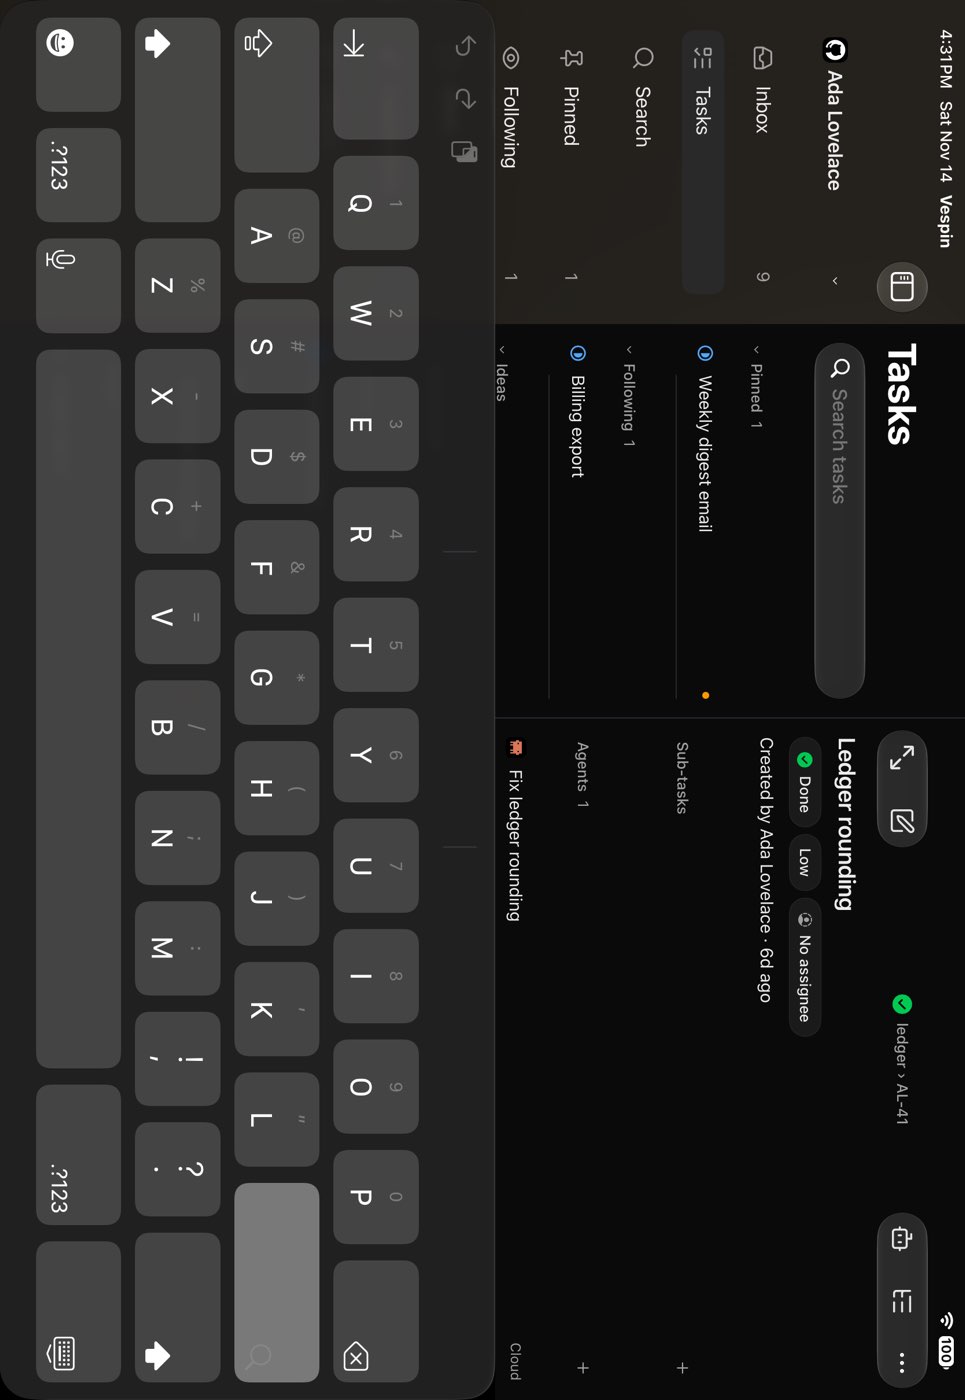 4:31 PM Sat Nov 14 Vespin
100
Ada Lovelace
Inbox 9
Tasks
Search
Pinned 1
Following 1
Tasks
Search tasks
Pinned 1
Weekly digest email
Following 1
Billing export
Ideas
ledger › AL-41
Ledger rounding
Done Low No assignee
Created by Ada Lovelace · 6d ago
Sub-tasks
Agents 1
Fix ledger rounding Cloud
1 2 3 4 5 6 7 8 9 0
Q W E R T Y U I O P
@ # $ & * ( ) ' "
A S D F G H J K L
% - + = / ; : ! ?
Z X C V B N M , .
.?123 .?123